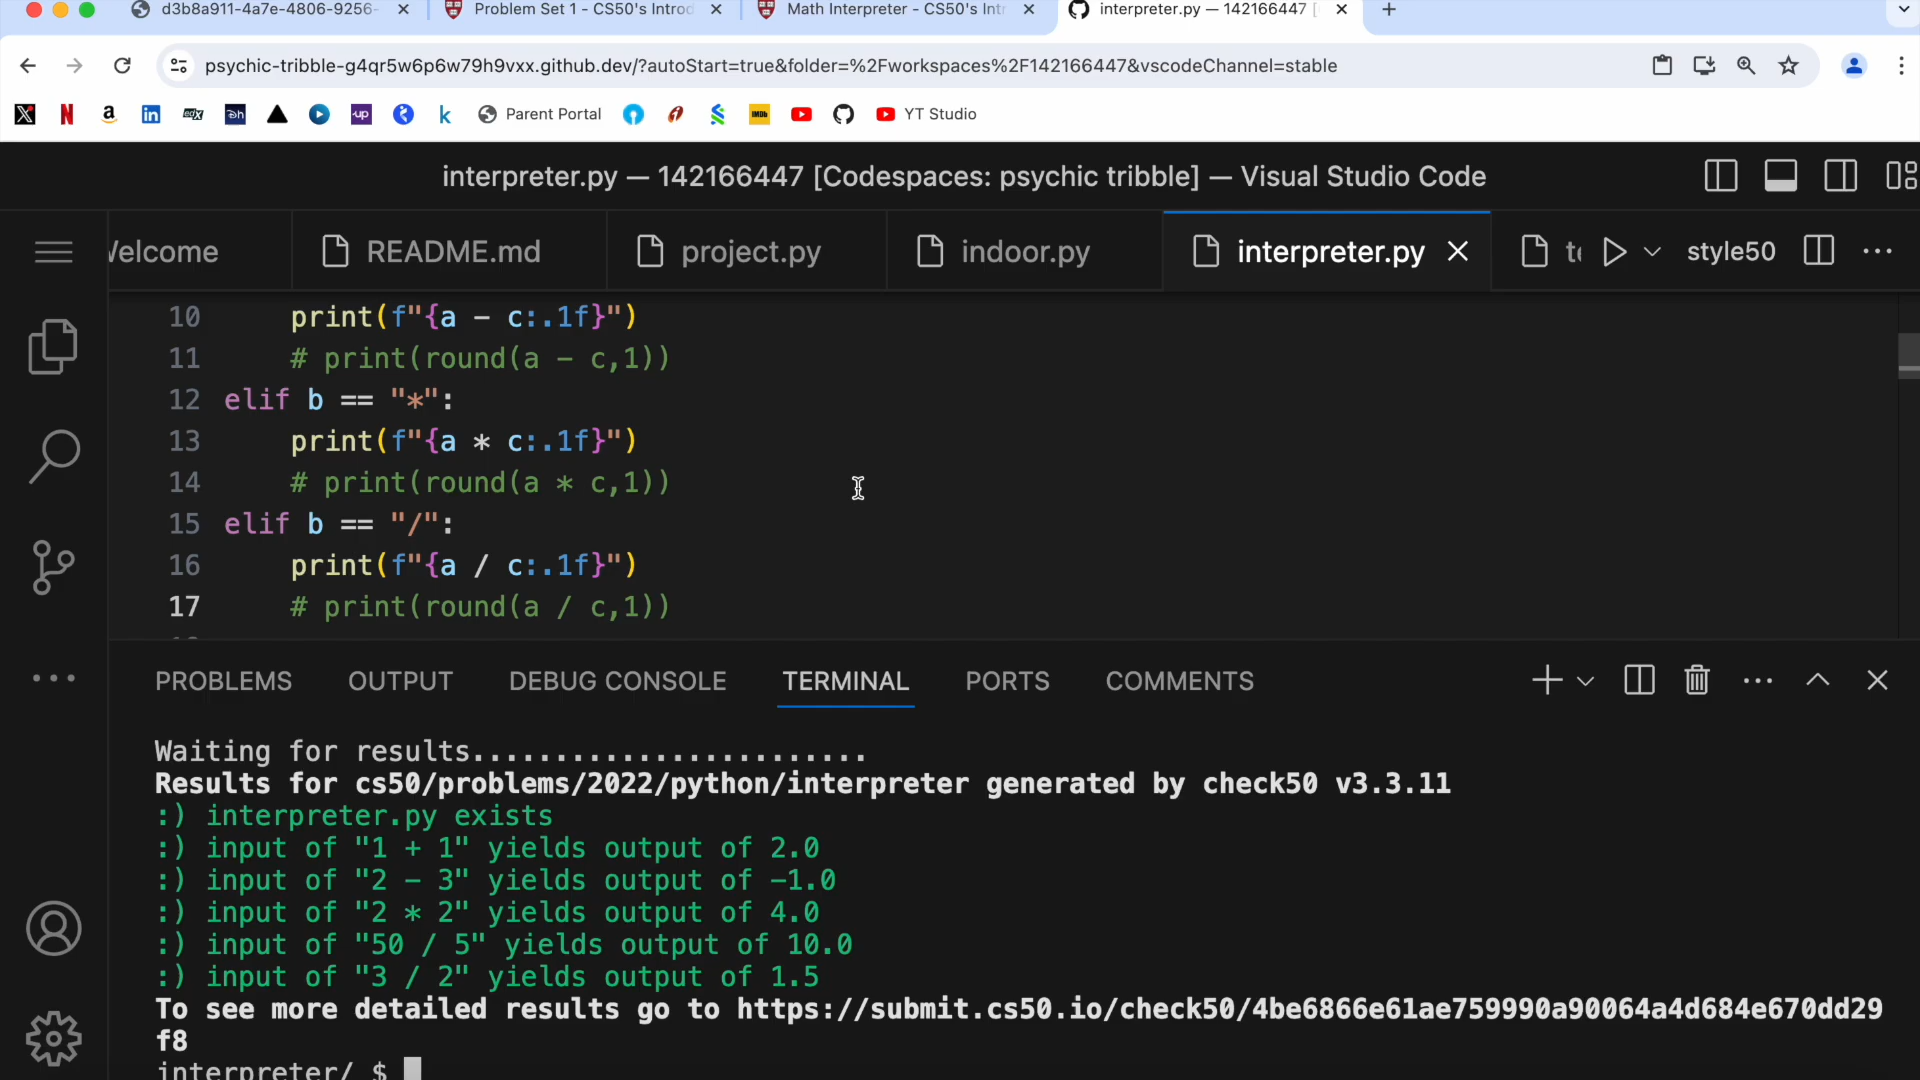 d3b8a911-4a7e-4806-9256- Problem Set 1 - CS50's Introd Math Interpreter - CS50's Intr interpreter.py — 142166447 [
psychic-tribble-g4qr5w6p6w79h9vxx.github.dev/?autoStart=true&folder=%2Fworkspaces%2F142166447&vscodeChannel=stable
X N a in edX Dh up k Parent Portal IMDb YT Studio
interpreter.py — 142166447 [Codespaces: psychic tribble] — Visual Studio Code
Velcome README.md project.py indoor.py interpreter.py te style50
10 print(f"{a - c:.1f}")
11 # print(round(a - c,1))
12 elif b == "*":
13 print(f"{a * c:.1f}")
14 # print(round(a * c,1))
15 elif b == "/":
16 print(f"{a / c:.1f}")
17 # print(round(a / c,1))
PROBLEMS OUTPUT DEBUG CONSOLE TERMINAL PORTS COMMENTS
Waiting for results........................
Results for cs50/problems/2022/python/interpreter generated by check50 v3.3.11
:) interpreter.py exists
:) input of "1 + 1" yields output of 2.0
:) input of "2 - 3" yields output of -1.0
:) input of "2 * 2" yields output of 4.0
:) input of "50 / 5" yields output of 10.0
:) input of "3 / 2" yields output of 1.5
To see more detailed results go to https://submit.cs50.io/check50/4be6866e61ae759990a90064a4d684e670dd29
f8
interpreter/ $